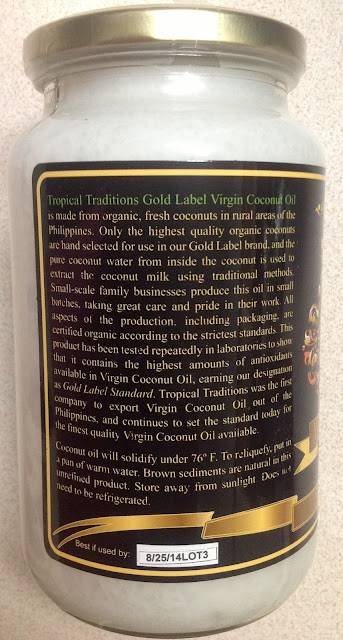 Tropical Traditions Gold Label Virgin Coconut Oil
is made from organic, fresh coconuts in rural areas of the
Philippines. Only the highest quality organic coconuts
are hand selected for use in our Gold Label brand, and the
pure coconut water from inside the coconut is used to
extract the coconut milk using traditional methods.
Small-scale family businesses produce this oil in small
batches, taking great care and pride in their work. All
aspects of the production, including packaging, are
certified organic according to the strictest standards. This
product has been tested repeatedly in laboratories to show
that it contains the highest amounts of antioxidants
available in Virgin Coconut Oil, earning our designation
as Gold Label Standard. Tropical Traditions was the first
company to export Virgin Coconut Oil out of the
Philippines, and continues to set the standard today for
the finest quality Virgin Coconut Oil available.
Coconut oil will solidify under 76º F. To reliquefy, put in
a pan of warm water. Brown sediments are natural in this
unrefined product. Store away from sunlight. Does not
need to be refrigerated.
Best if used by: 8/25/14LOT3